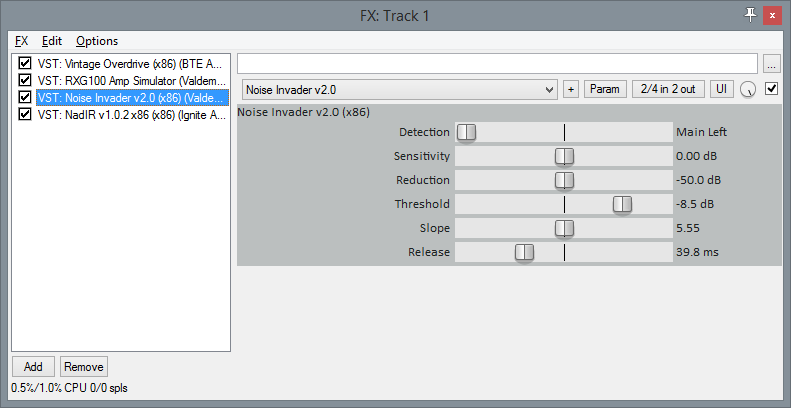 FX: Track 1
x
FX Edit Options
VST: Vintage Overdrive (x86) (BTE A...
VST: RXG100 Amp Simulator (Valdem...
VST: Noise Invader v2.0 (x86) (Valde...
VST: NadIR v1.0.2 x86 (x86) (Ignite A...
...
Noise Invader v2.0 + Param 2/4 in 2 out UI
Noise Invader v2.0 (x86)
Detection Main Left
Sensitivity 0.00 dB
Reduction -50.0 dB
Threshold -8.5 dB
Slope 5.55
Release 39.8 ms
Add Remove
0.5%/1.0% CPU 0/0 spls